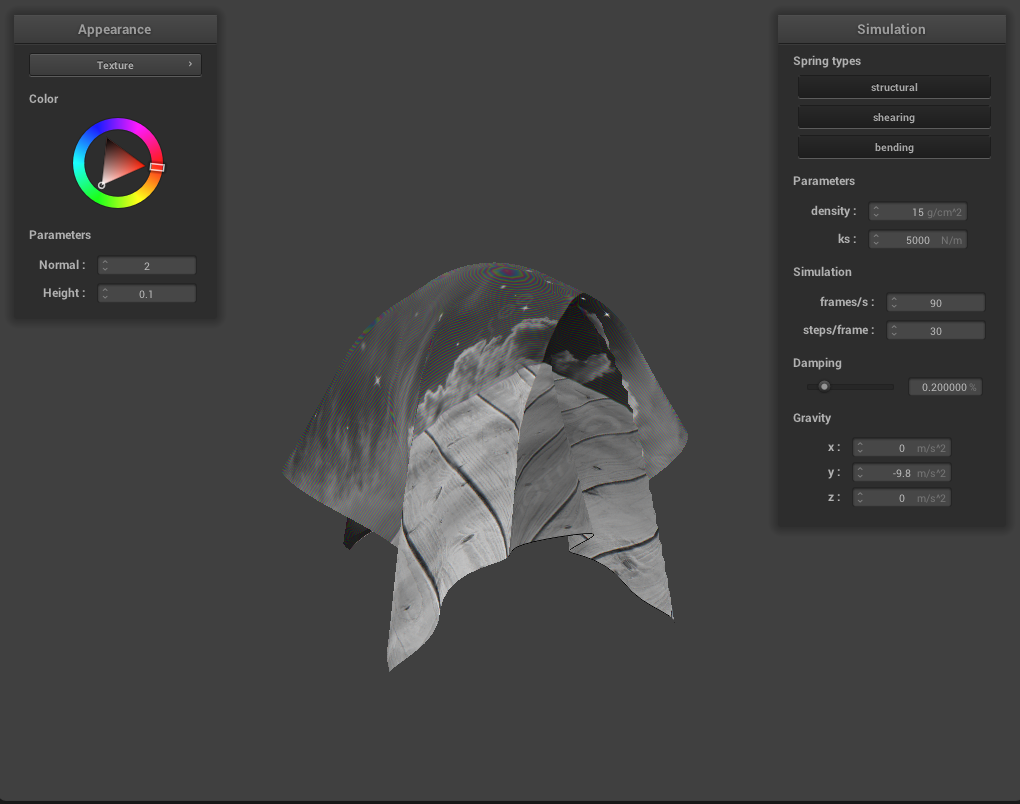 Appearance
Texture
Color
Parameters
Normal : 2
Height : 0.1
Simulation
Spring types
structural
shearing
bending
Parameters
density : 15 g/cm^2
ks : 5000 N/m
Simulation
frames/s : 90
steps/frame : 30
Damping
0.200000 %
Gravity
x : 0 m/s^2
y : -9.8 m/s^2
z : 0 m/s^2